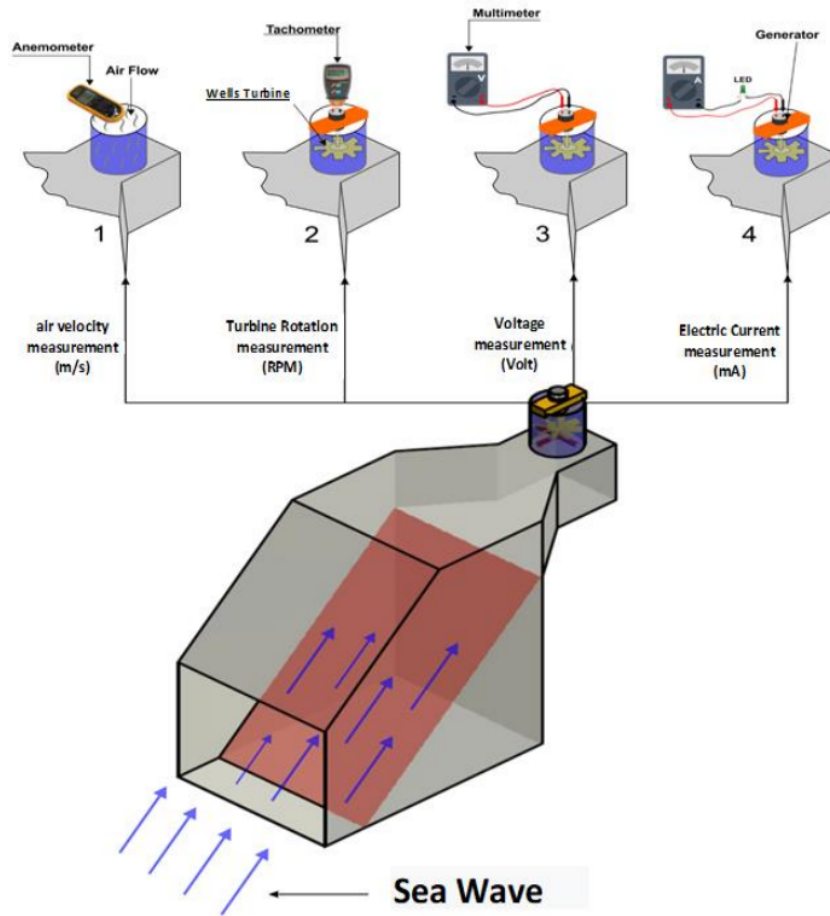 Anemometer
Air Flow
Tachometer
Wells Turbine
Multimeter
V
Generator
A
LED
1
2
3
4
air velocity
measurement
(m/s)
Turbine Rotation
measurement
(RPM)
Voltage
measurement
(Volt)
Electric Current
measurement
(mA)
Sea Wave